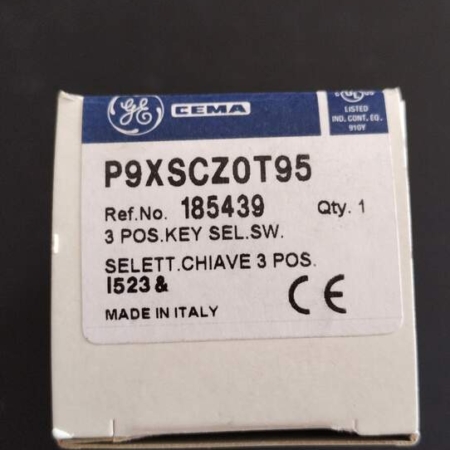 GE CEMA
LISTED
IND. CONT. EQ.
910Y
P9XSCZ0T95
Ref.No. 185439 Qty. 1
3 POS.KEY SEL.SW.
SELETT.CHIAVE 3 POS.
I523&
CE
MADE IN ITALY